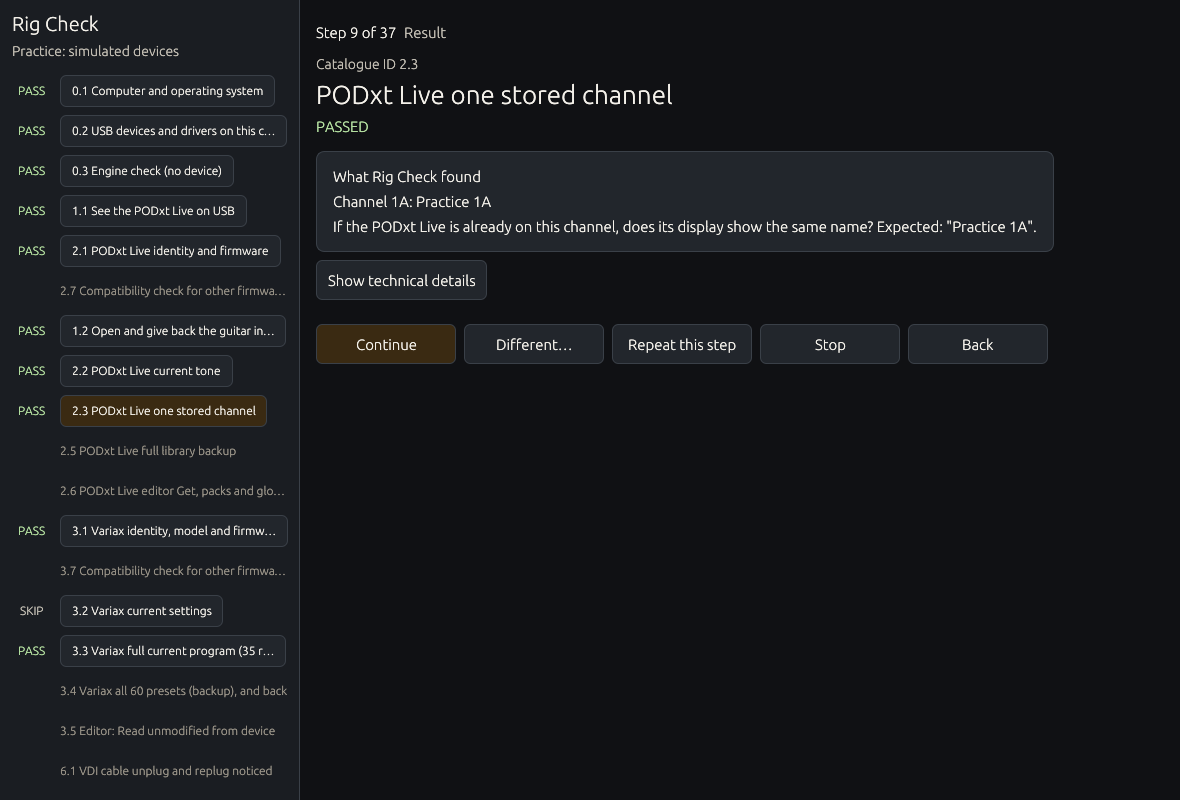 Rig Check
Practice: simulated devices
PASS 0.1 Computer and operating system
PASS 0.2 USB devices and drivers on this c…
PASS 0.3 Engine check (no device)
PASS 1.1 See the PODxt Live on USB
PASS 2.1 PODxt Live identity and firmware
2.7 Compatibility check for other firmwa…
PASS 1.2 Open and give back the guitar in…
PASS 2.2 PODxt Live current tone
PASS 2.3 PODxt Live one stored channel
2.5 PODxt Live full library backup
2.6 PODxt Live editor Get, packs and glo…
PASS 3.1 Variax identity, model and firmw…
3.7 Compatibility check for other firmwa…
SKIP 3.2 Variax current settings
PASS 3.3 Variax full current program (35 r…
3.4 Variax all 60 presets (backup), and back
3.5 Editor: Read unmodified from device
6.1 VDI cable unplug and replug noticed
Step 9 of 37 Result
Catalogue ID 2.3
PODxt Live one stored channel
PASSED
What Rig Check found
Channel 1A: Practice 1A
If the PODxt Live is already on this channel, does its display show the same name? Expected: "Practice 1A".
Show technical details
Continue Different… Repeat this step Stop Back